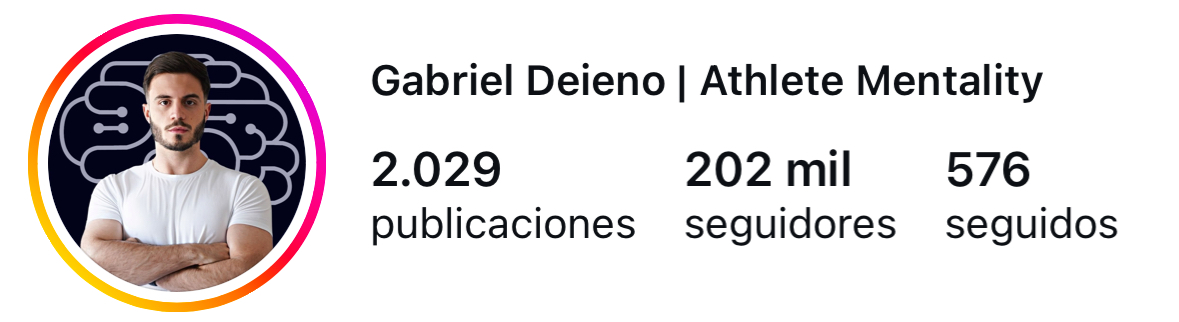 Gabriel Deieno | Athlete Mentality
2.029 202 mil 576
publicaciones seguidores seguidos